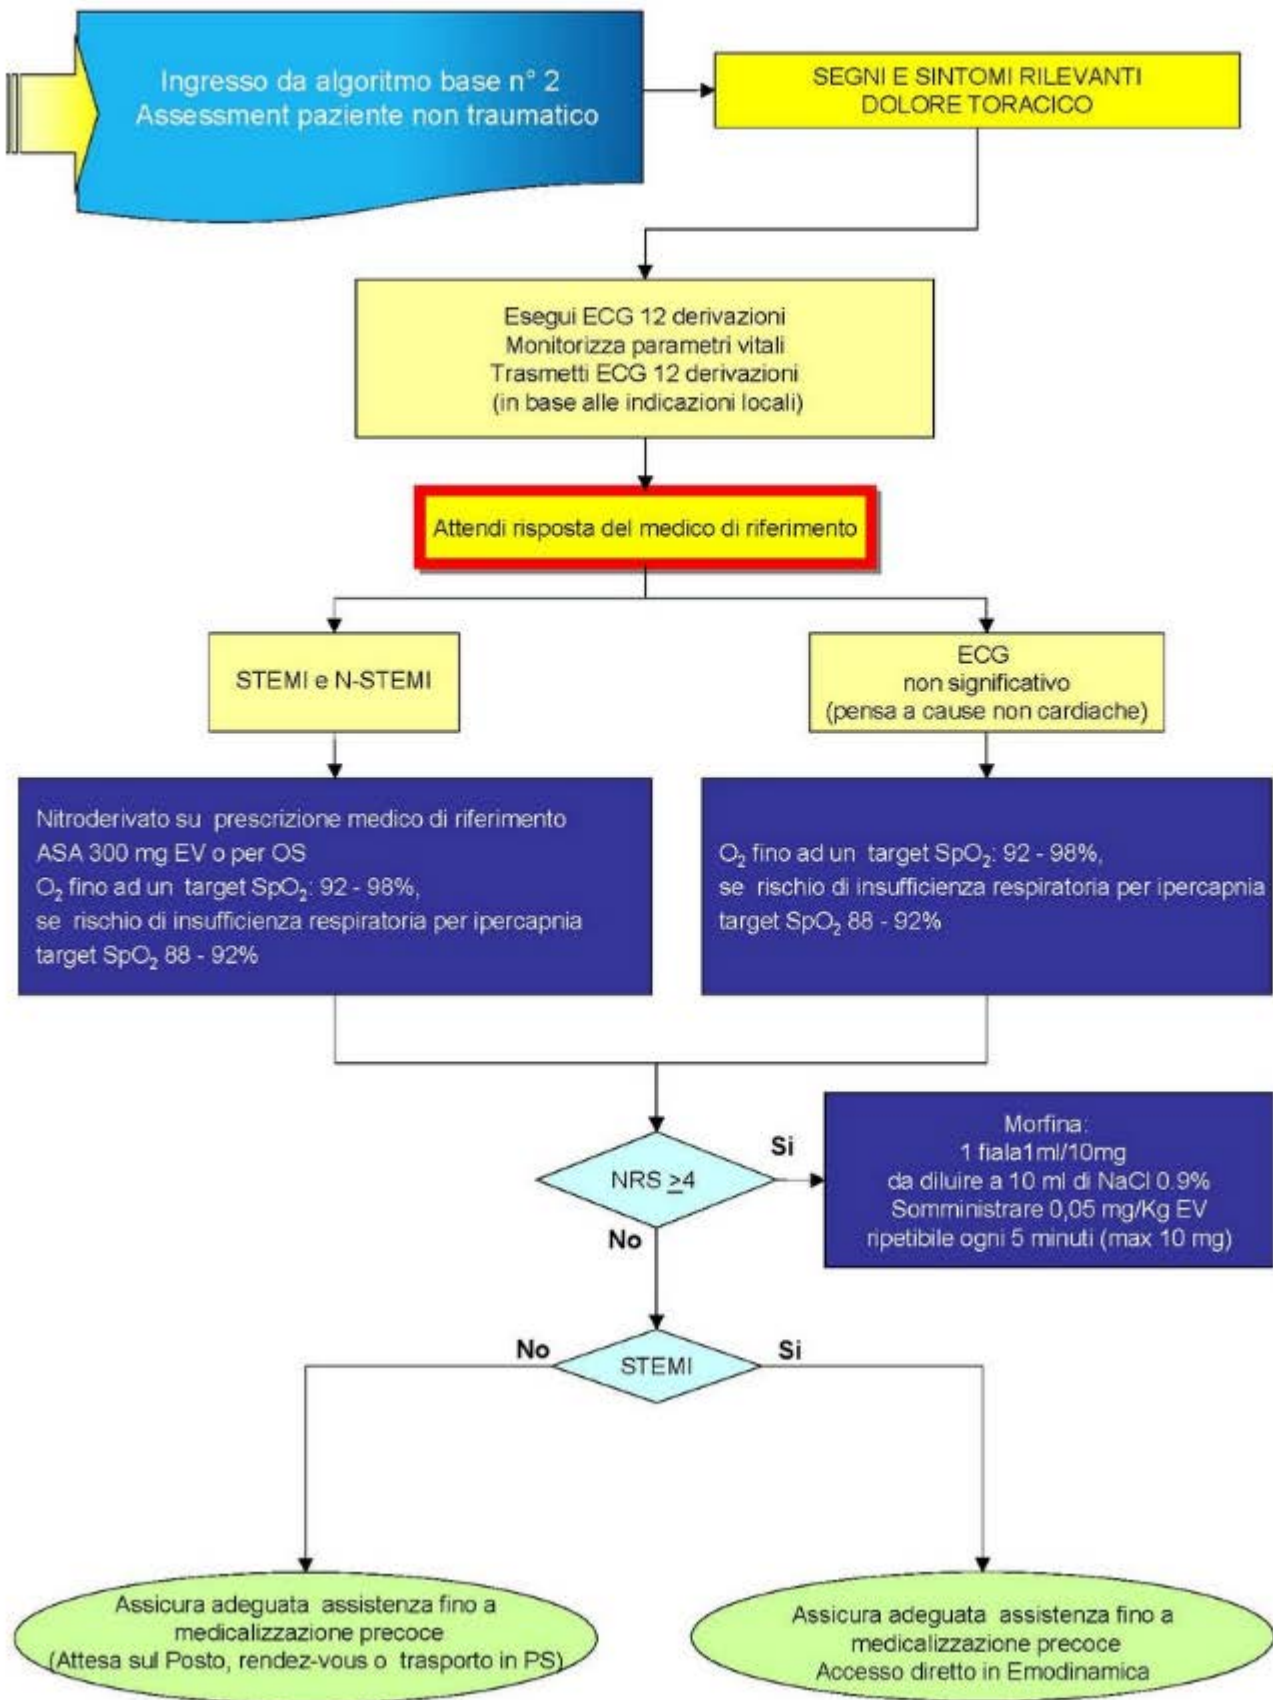 Ingresso da algoritmo base n° 2
Assessment paziente non traumatico
SEGNI E SINTOMI RILEVANTI
DOLORE TORACICO
Esegui ECG 12 derivazioni
Monitorizza parametri vitali
Trasmetti ECG 12 derivazioni
(in base alle indicazioni locali)
Attendi risposta del medico di riferimento
STEMI e N-STEMI
ECG
non significativo
(pensa a cause non cardiache)
Nitroderivato su prescrizione medico di riferimento
ASA 300 mg EV o per OS
O₂ fino ad un target SpO₂: 92 - 98%,
se rischio di insufficienza respiratoria per ipercapnia
target SpO₂ 88 - 92%
O₂ fino ad un target SpO₂: 92 - 98%,
se rischio di insufficienza respiratoria per ipercapnia
target SpO₂ 88 - 92%
NRS ≥4
Si
No
Morfina:
1 fiala1ml/10mg
da diluire a 10 ml di NaCl 0.9%
Somministrare 0,05 mg/Kg EV
ripetibile ogni 5 minuti (max 10 mg)
No
STEMI
Si
Assicura adeguata assistenza fino a
medicalizzazione precoce
(Attesa sul Posto, rendez-vous o trasporto in PS)
Assicura adeguata assistenza fino a
medicalizzazione precoce
Accesso diretto in Emodinamica